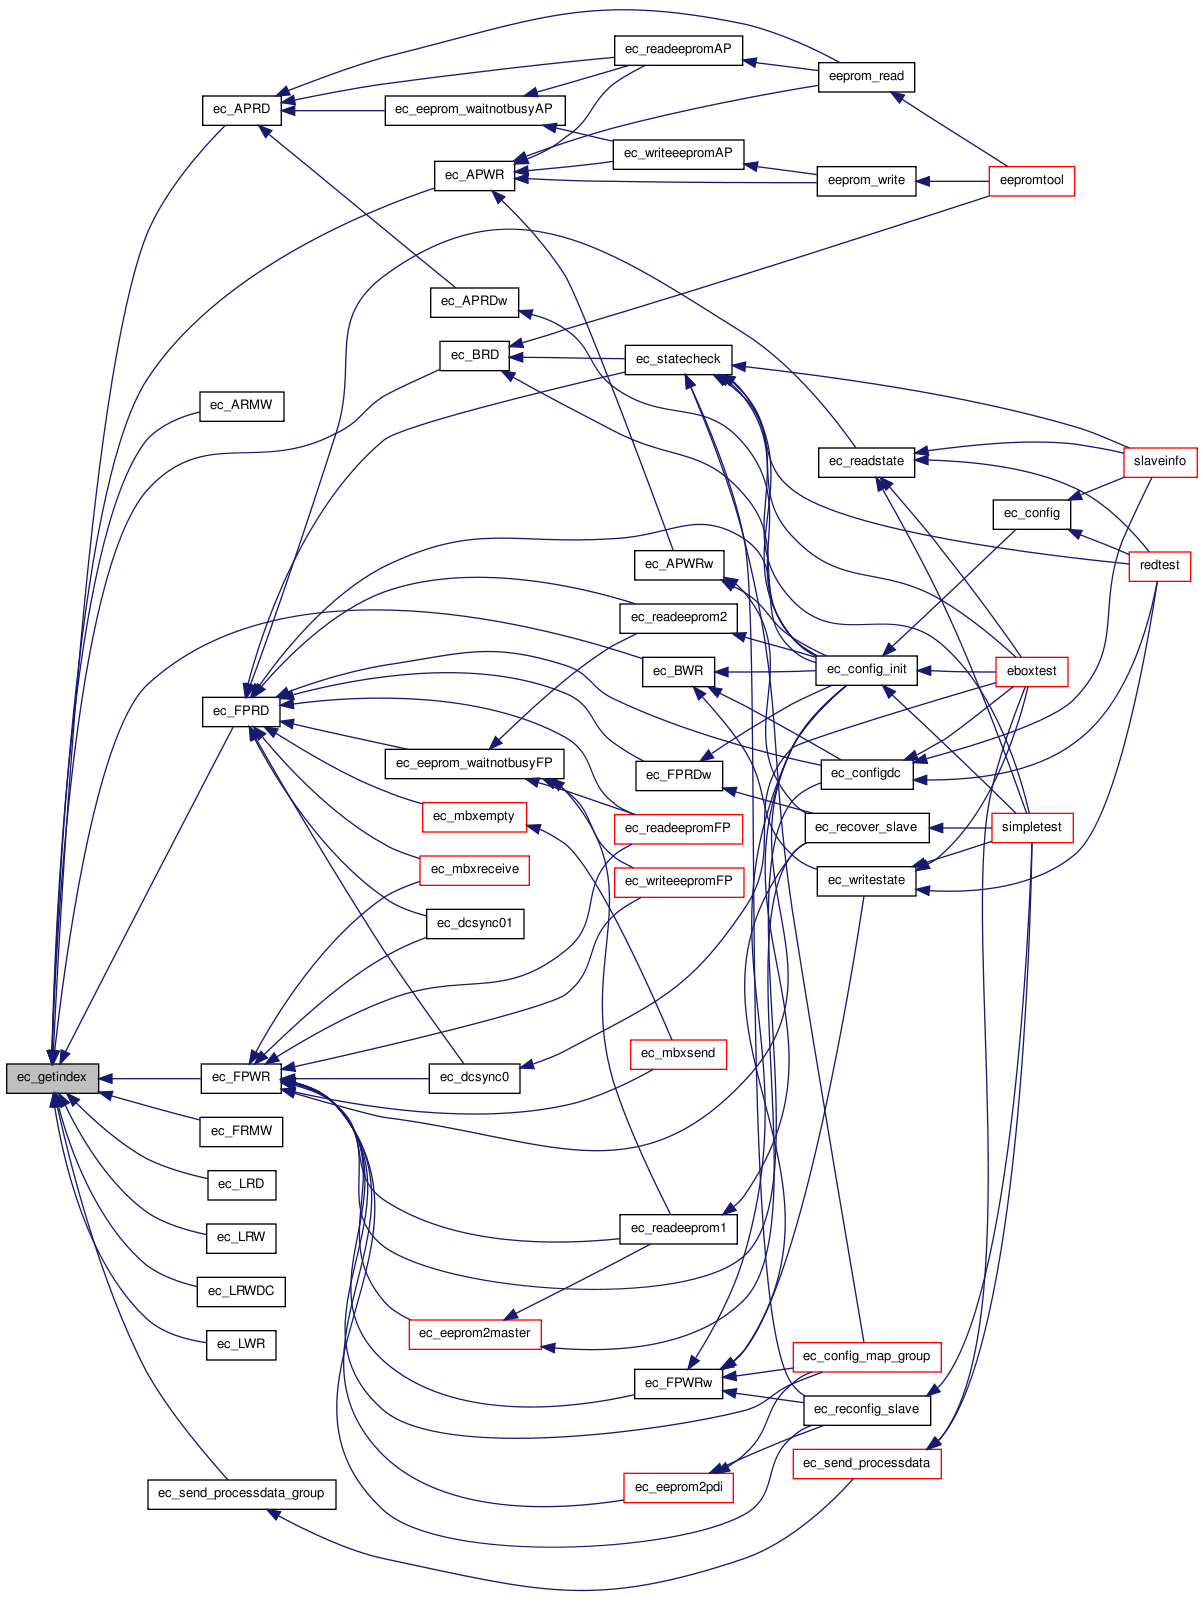 ec_readeepromAP
eeprom_read
ec_APRD
ec_eeprom_waitnotbusyAP
ec_writeeepromAP
ec_APWR
eeprom_write
eepromtool
ec_APRDw
ec_BRD
ec_statecheck
ec_ARMW
ec_readstate
slaveinfo
ec_config
ec_APWRw
redtest
ec_readeeprom2
ec_BWR
ec_config_init
eboxtest
ec_FPRD
ec_eeprom_waitnotbusyFP
ec_FPRDw
ec_configdc
ec_mbxempty
ec_readeepromFP
ec_recover_slave
simpletest
ec_mbxreceive
ec_writeeepromFP
ec_writestate
ec_dcsync01
ec_mbxsend
ec_getindex
ec_FPWR
ec_dcsync0
ec_FRMW
ec_LRD
ec_readeeprom1
ec_LRW
ec_LRWDC
ec_eeprom2master
ec_LWR
ec_config_map_group
ec_FPWRw
ec_reconfig_slave
ec_send_processdata
ec_eeprom2pdi
ec_send_processdata_group